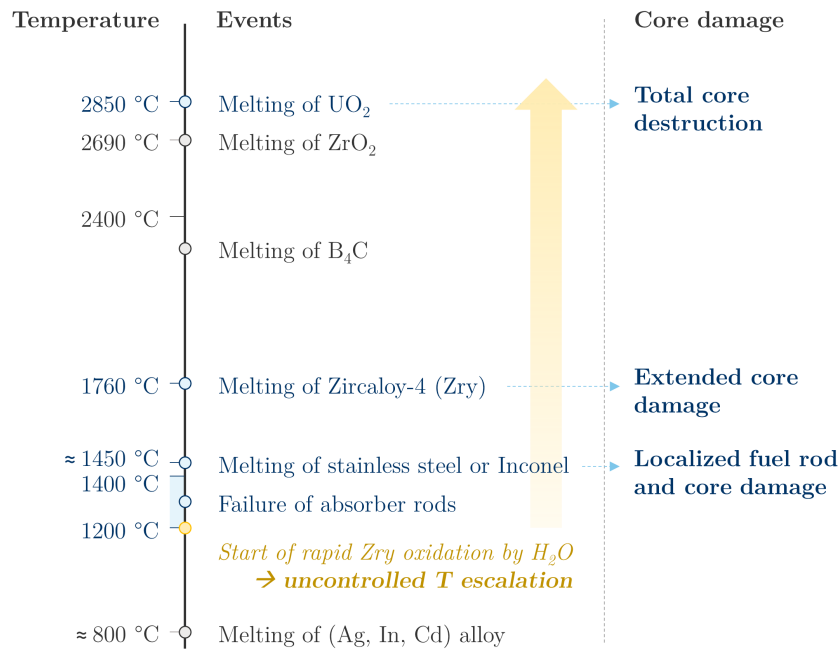 Temperature Events Core damage
2850 °C Melting of UO₂ Total core
destruction
2690 °C Melting of ZrO₂
2400 °C
Melting of B₄C
1760 °C Melting of Zircaloy-4 (Zry) Extended core
damage
≈ 1450 °C Melting of stainless steel or Inconel Localized fuel rod
and core damage
1400 °C
Failure of absorber rods
1200 °C
Start of rapid Zry oxidation by H₂O
→ uncontrolled T escalation
≈ 800 °C Melting of (Ag, In, Cd) alloy